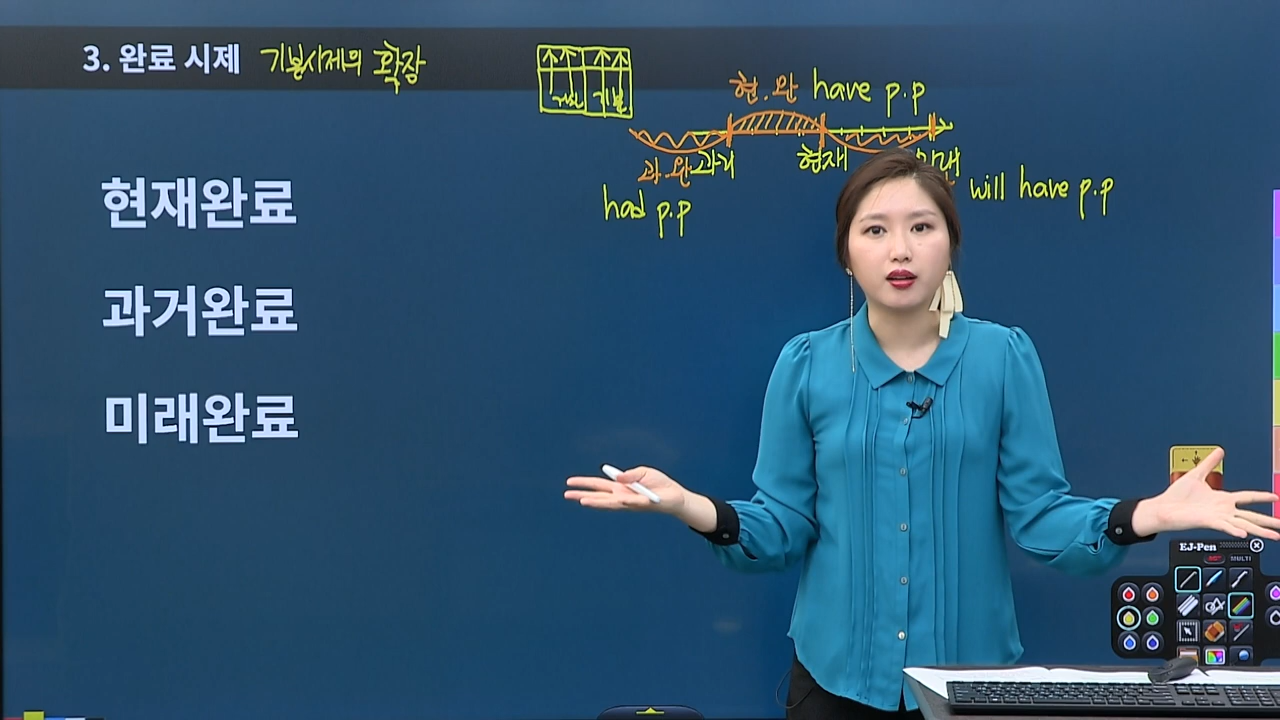 3. 완료 시제 기본시제의 확장
현.완 have p.p
과.완 과거 현재
had p.p
will have p.p
현재완료
과거완료
미래완료
EJ-Pen
MULTI